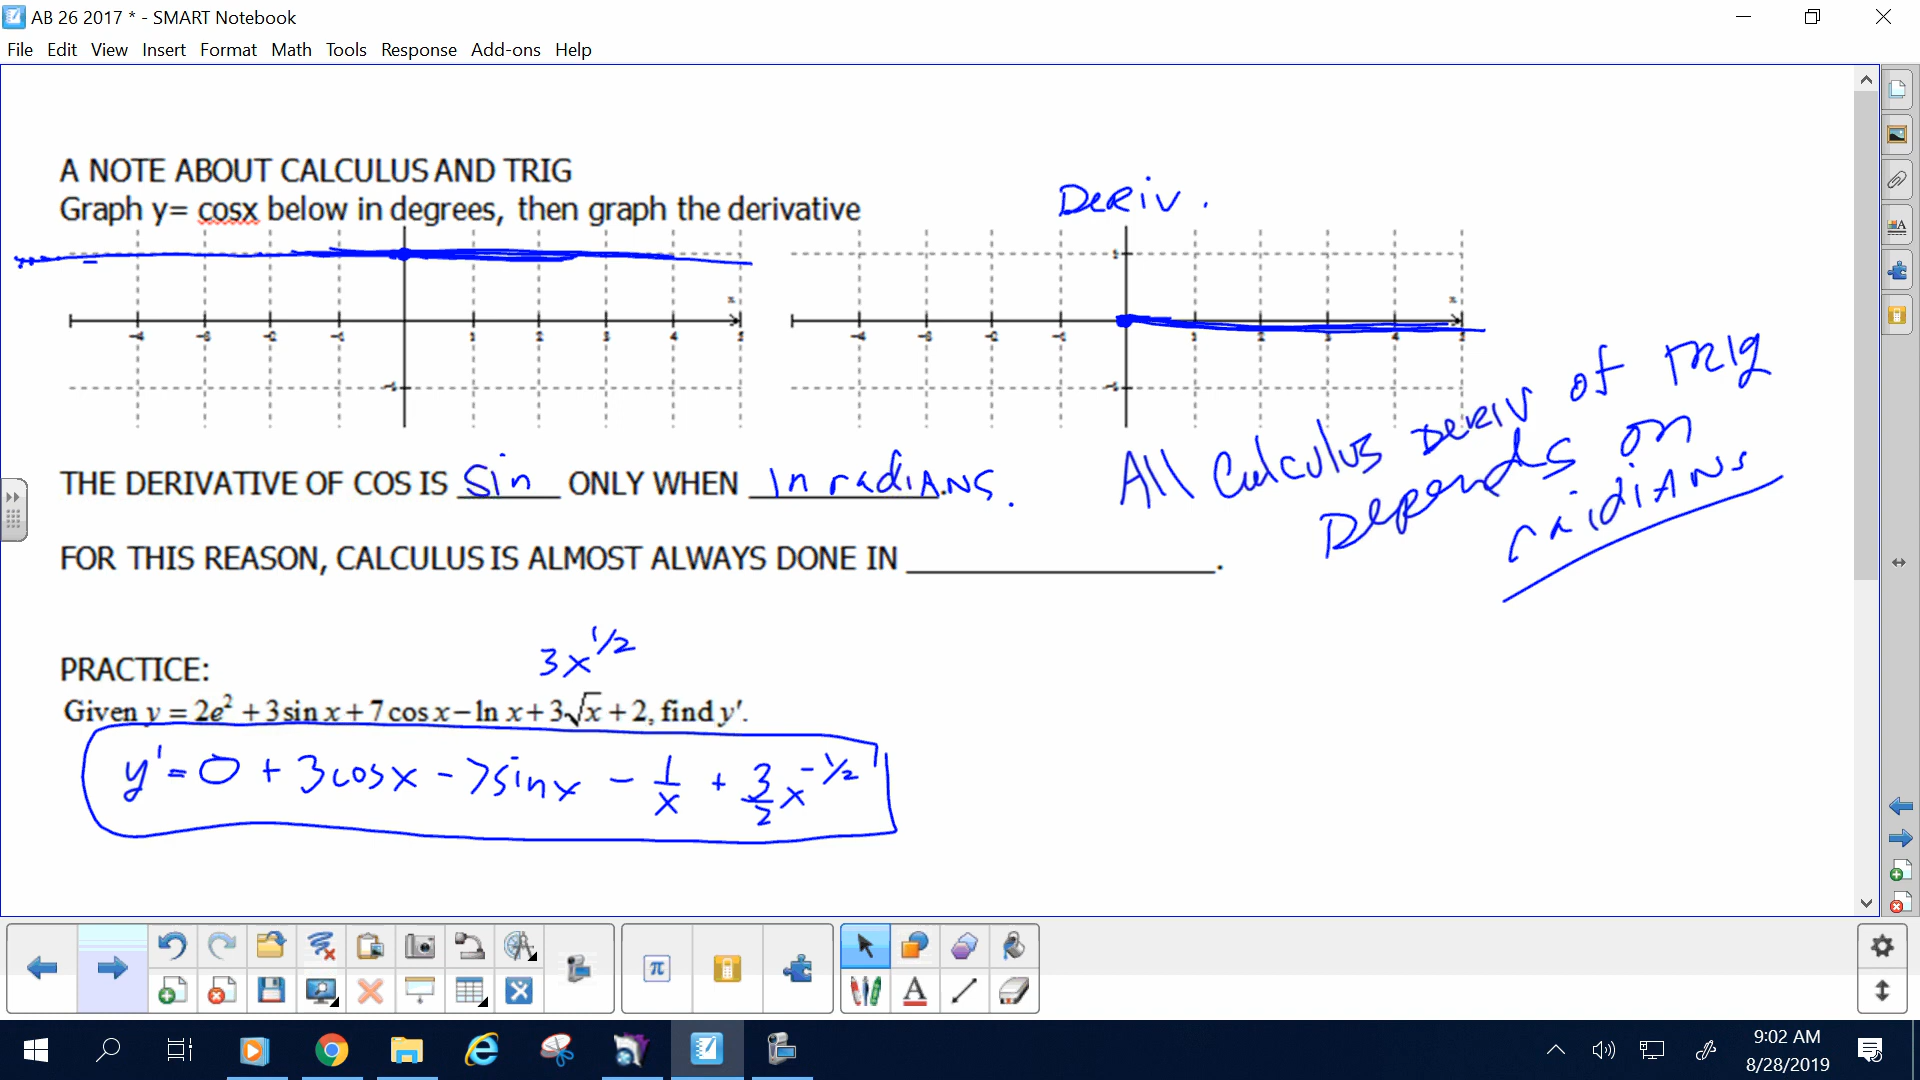 AB 26 2017 * - SMART Notebook
File Edit View Insert Format Math Tools Response Add-ons Help
A NOTE ABOUT CALCULUS AND TRIG
Graph y= cosx below in degrees, then graph the derivative
Deriv.
THE DERIVATIVE OF COS IS sin ONLY WHEN in radians.
All Calculus Deriv of trig
Depends on
raidians
FOR THIS REASON, CALCULUS IS ALMOST ALWAYS DONE IN ____________________.
3x^1/2
PRACTICE:
Given y = 2e² + 3 sin x + 7 cos x − ln x + 3√x + 2, find y′.
y' = 0 + 3cosx - 7sinx - 1/x + 3/2 x^-1/2
9:02 AM
8/28/2019